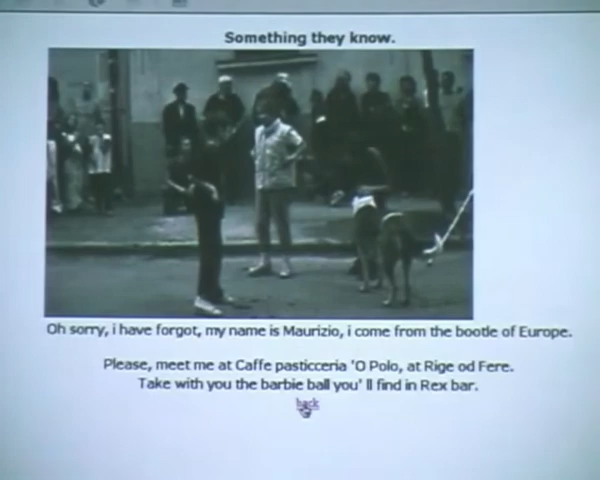 Something they know.
Oh sorry, i have forgot, my name is Maurizio, i come from the bootle of Europe.
Please, meet me at Caffe pasticceria 'O Polo, at Rige od Fere.
Take with you the barbie ball you' ll find in Rex bar.
back